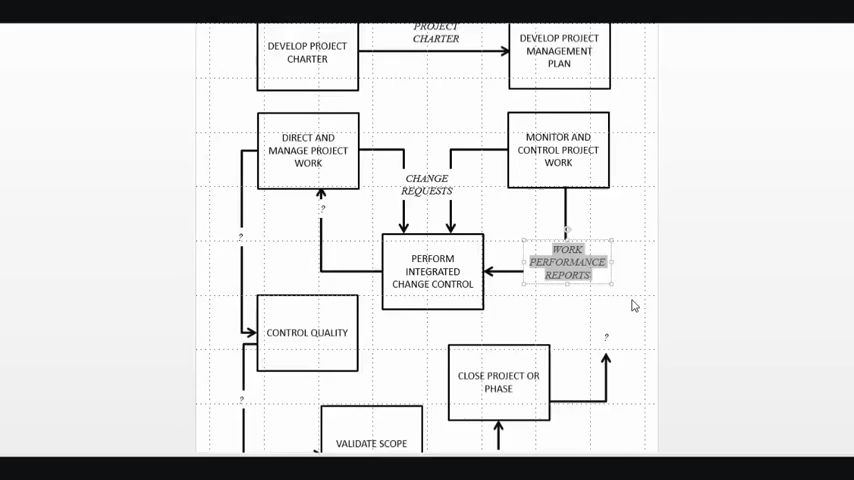 PROJECT
CHARTER
DEVELOP PROJECT
CHARTER
DEVELOP PROJECT
MANAGEMENT
PLAN
DIRECT AND
MANAGE PROJECT
WORK
MONITOR AND
CONTROL PROJECT
WORK
CHANGE
REQUESTS
?
?
PERFORM
INTEGRATED
CHANGE CONTROL
WORK
PERFORMANCE
REPORTS
CONTROL QUALITY
?
CLOSE PROJECT OR
PHASE
?
VALIDATE SCOPE